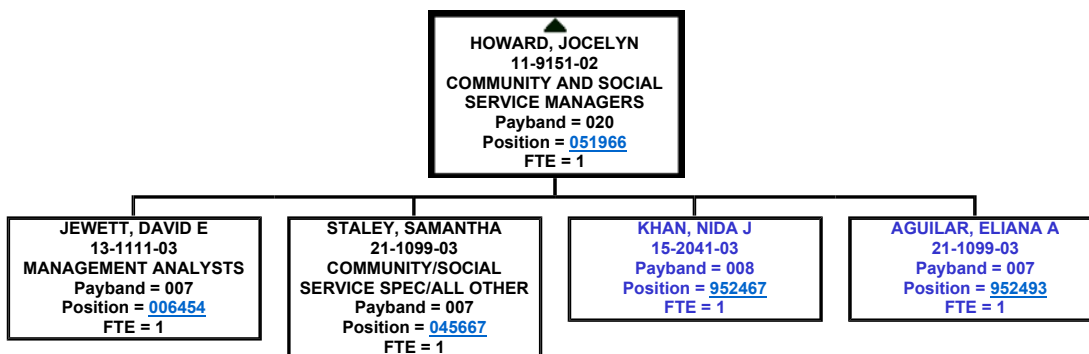 HOWARD, JOCELYN
11-9151-02
COMMUNITY AND SOCIAL
SERVICE MANAGERS
Payband = 020
Position = 051966
FTE = 1
JEWETT, DAVID E
13-1111-03
MANAGEMENT ANALYSTS
Payband = 007
Position = 006454
FTE = 1
STALEY, SAMANTHA
21-1099-03
COMMUNITY/SOCIAL
SERVICE SPEC/ALL OTHER
Payband = 007
Position = 045667
FTE = 1
KHAN, NIDA J
15-2041-03
Payband = 008
Position = 952467
FTE = 1
AGUILAR, ELIANA A
21-1099-03
Payband = 007
Position = 952493
FTE = 1